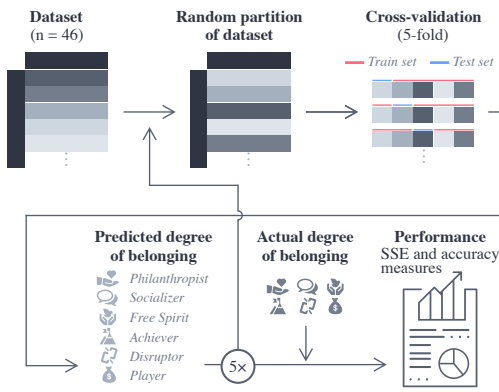 Dataset
(n = 46)
Random partition
of dataset
Cross-validation
(5-fold)
Train set
Test set
Predicted degree
of belonging
Philanthropist
Socializer
Free Spirit
Achiever
Disruptor
Player
5×
Actual degree
of belonging
Performance
SSE and accuracy
measures